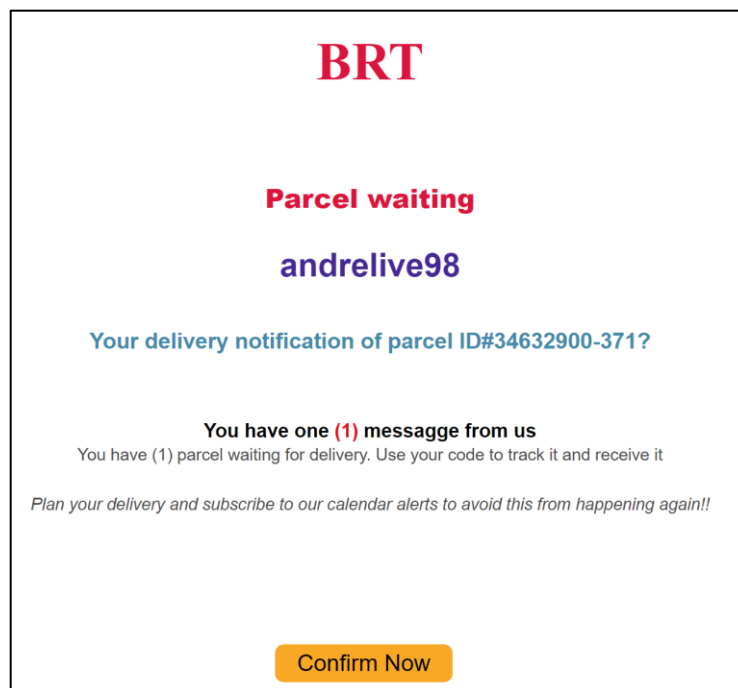 BRT
Parcel waiting
andrelive98
Your delivery notification of parcel ID#34632900-371?
You have one (1) messagge from us
You have (1) parcel waiting for delivery. Use your code to track it and receive it
Plan your delivery and subscribe to our calendar alerts to avoid this from happening again!!
Confirm Now